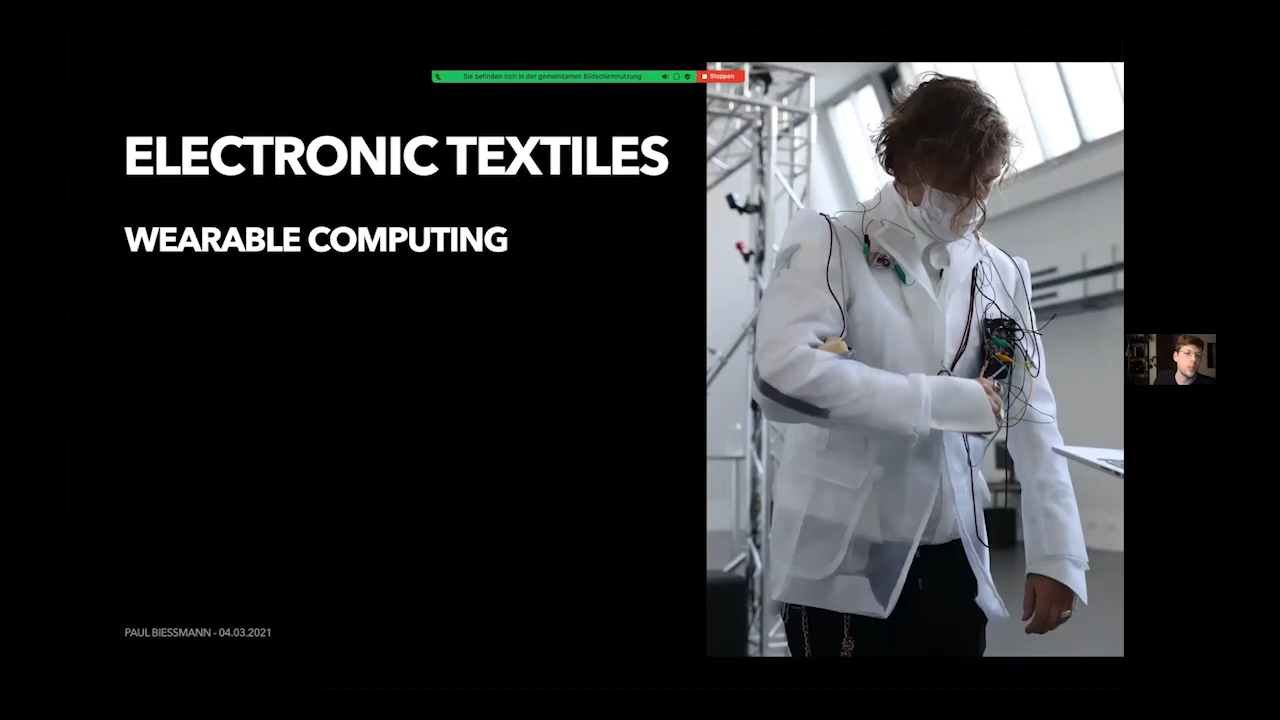 Sie befinden sich in der gemeinsamen Bildschirmnutzung
Stoppen
ELECTRONIC TEXTILES
WEARABLE COMPUTING
PAUL BIESSMANN - 04.03.2021